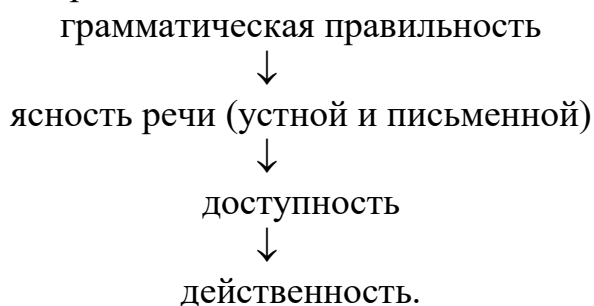 грамматическая правильность
↓
ясность речи (устной и письменной)
↓
доступность
↓
действенность.